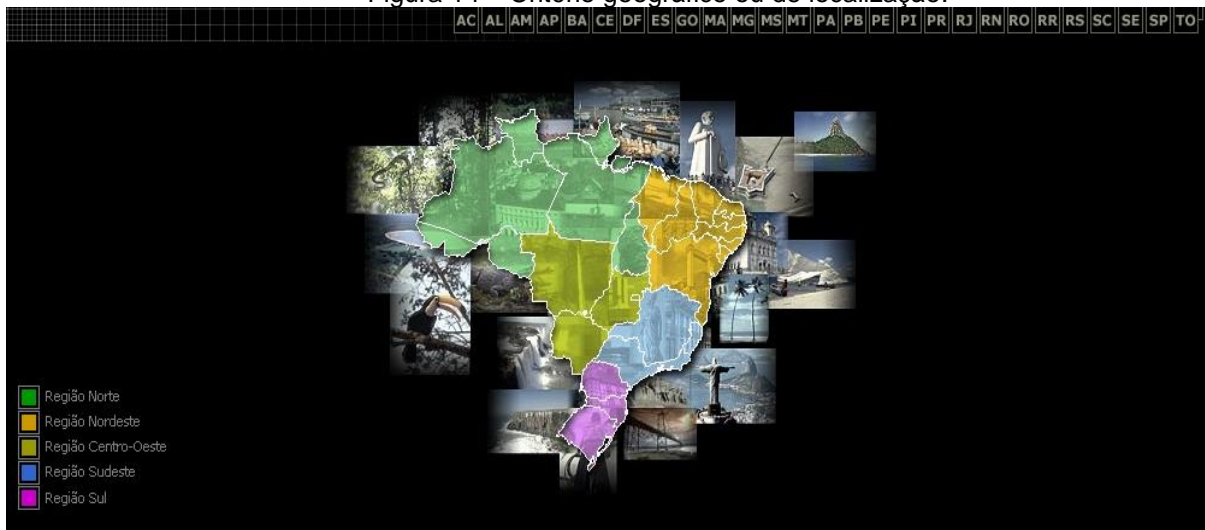 AC AL AM AP BA CE DF ES GO MA MG MS MT PA PB PE PI PR RJ RN RO RR RS SC SE SP TO
Região Norte
Região Nordeste
Região Centro-Oeste
Região Sudeste
Região Sul